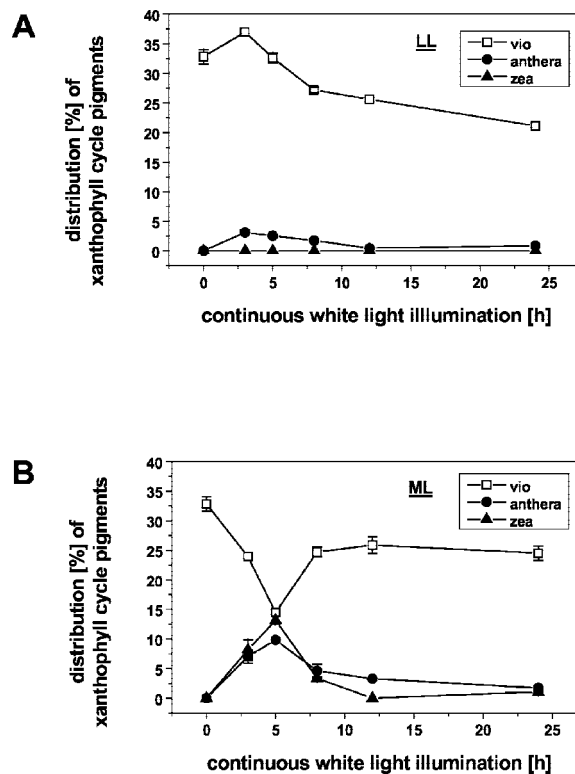 A
LL
vio
anthera
zea
40
35
30
25
20
15
10
5
0
0 5 10 15 20 25
distribution [%] of
xanthophyll cycle pigments
continuous white light illlumination [h]
B
ML
vio
anthera
zea
40
35
30
25
20
15
10
5
0
0 5 10 15 20 25
distribution [%] of
xanthophyll cycle pigments
continuous white light illumination [h]